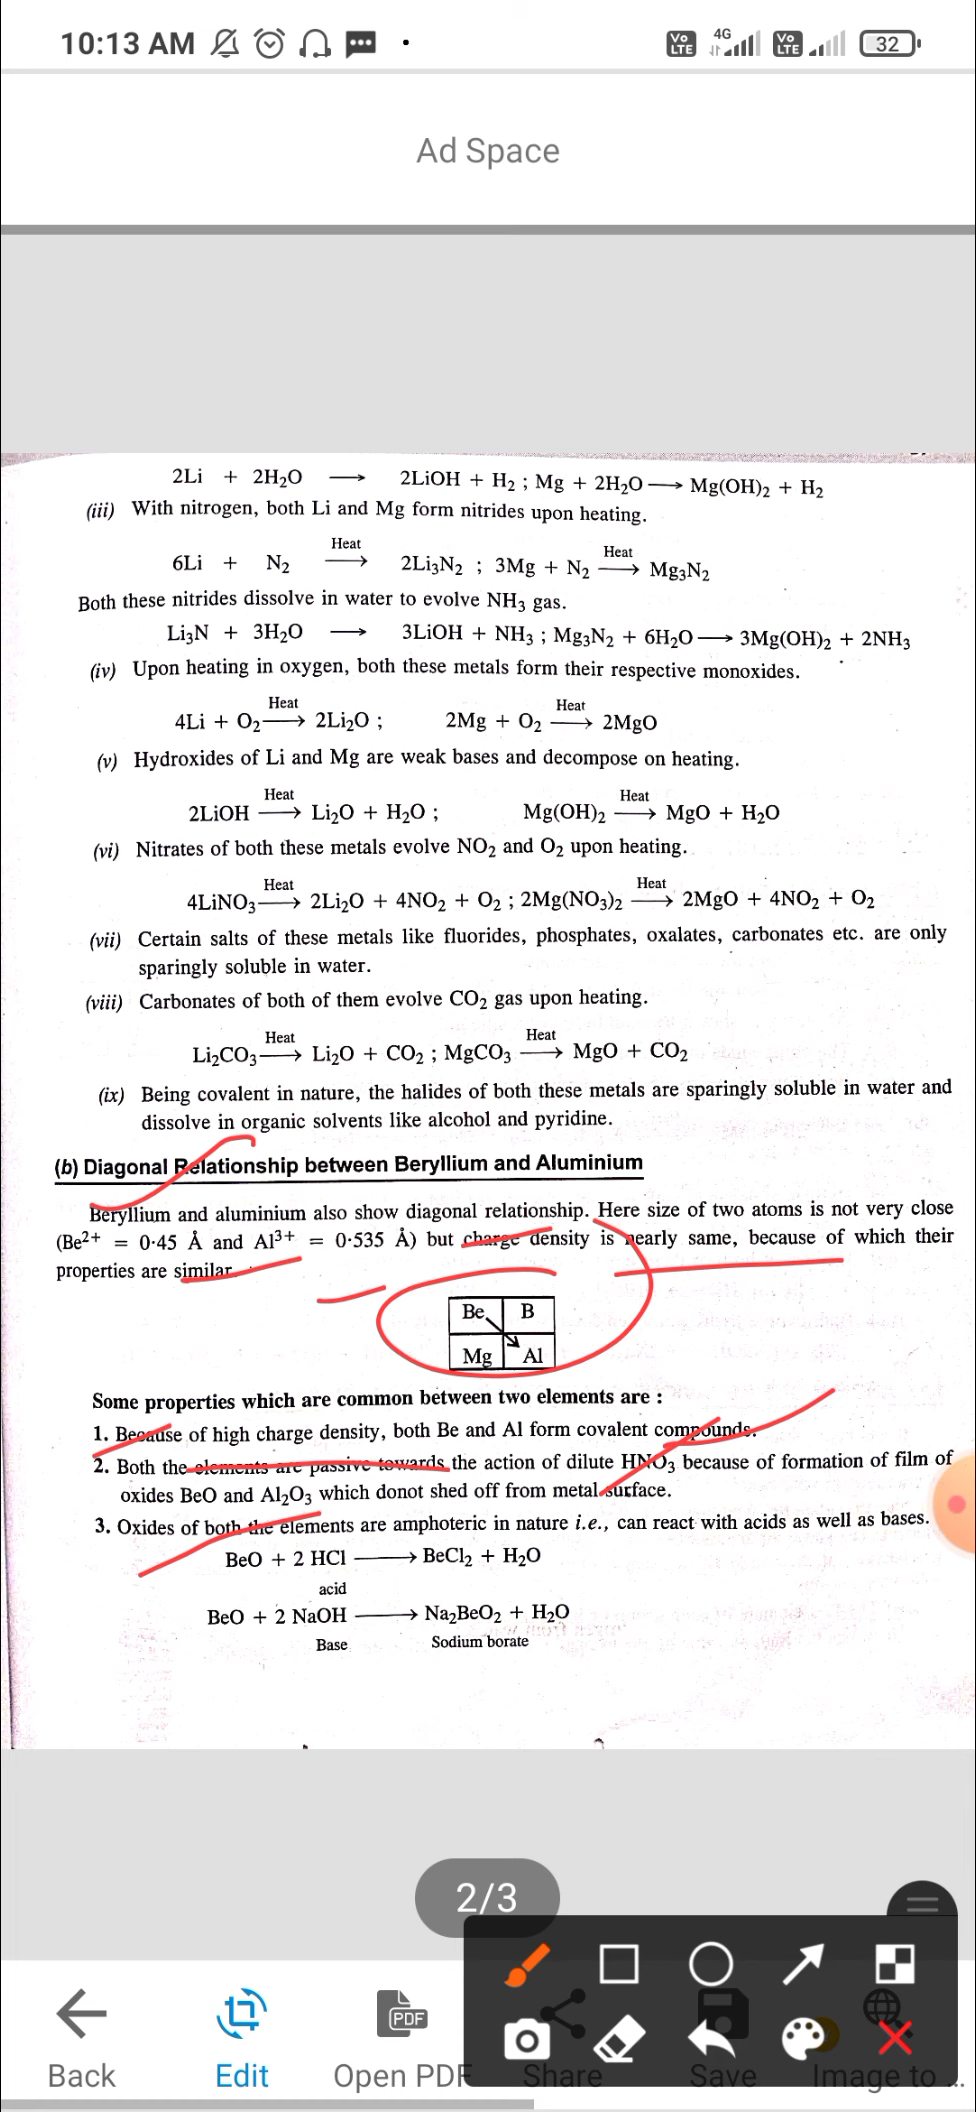 10:13 AM
Vo LTE 4G Vo LTE 32
Ad Space
2Li + 2H₂O ⟶ 2LiOH + H₂ ; Mg + 2H₂O ⟶ Mg(OH)₂ + H₂
(iii) With nitrogen, both Li and Mg form nitrides upon heating.
6Li + N₂ ⟶ (Heat) 2Li₃N₂ ; 3Mg + N₂ ⟶ (Heat) Mg₃N₂
Both these nitrides dissolve in water to evolve NH₃ gas.
Li₃N + 3H₂O ⟶ 3LiOH + NH₃ ; Mg₃N₂ + 6H₂O ⟶ 3Mg(OH)₂ + 2NH₃
(iv) Upon heating in oxygen, both these metals form their respective monoxides.
4Li + O₂ ⟶ (Heat) 2Li₂O ; 2Mg + O₂ ⟶ (Heat) 2MgO
(v) Hydroxides of Li and Mg are weak bases and decompose on heating.
2LiOH ⟶ (Heat) Li₂O + H₂O ; Mg(OH)₂ ⟶ (Heat) MgO + H₂O
(vi) Nitrates of both these metals evolve NO₂ and O₂ upon heating.
4LiNO₃ ⟶ (Heat) 2Li₂O + 4NO₂ + O₂ ; 2Mg(NO₃)₂ ⟶ (Heat) 2MgO + 4NO₂ + O₂
(vii) Certain salts of these metals like fluorides, phosphates, oxalates, carbonates etc. are only
sparingly soluble in water.
(viii) Carbonates of both of them evolve CO₂ gas upon heating.
Li₂CO₃ ⟶ (Heat) Li₂O + CO₂ ; MgCO₃ ⟶ (Heat) MgO + CO₂
(ix) Being covalent in nature, the halides of both these metals are sparingly soluble in water and
dissolve in organic solvents like alcohol and pyridine.
(b) Diagonal Relationship between Beryllium and Aluminium
Beryllium and aluminium also show diagonal relationship. Here size of two atoms is not very close
(Be²⁺ = 0·45 Å and Al³⁺ = 0·535 Å) but charge density is nearly same, because of which their
properties are similar.
Be B
Mg Al
Some properties which are common between two elements are :
1. Because of high charge density, both Be and Al form covalent compounds.
2. Both the elements are passive towards the action of dilute HNO₃ because of formation of film of
oxides BeO and Al₂O₃ which donot shed off from metal surface.
3. Oxides of both the elements are amphoteric in nature i.e., can react with acids as well as bases.
BeO + 2 HCl ⟶ BeCl₂ + H₂O
acid
BeO + 2 NaOH ⟶ Na₂BeO₂ + H₂O
Base Sodium borate
2/3
PDF
Back Edit Open PDF Share Save Image to ...